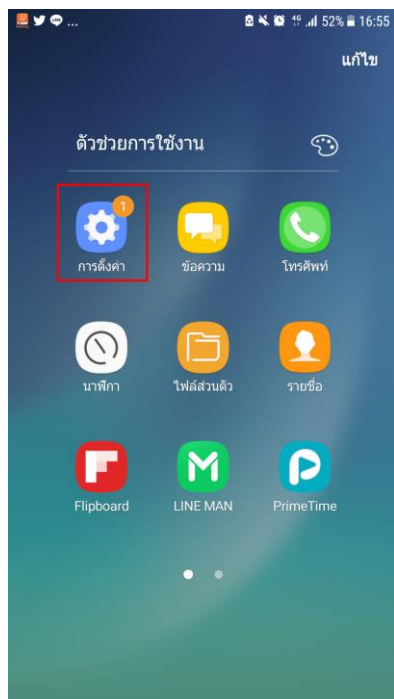 ... 4G 52% 16:55
แก้ไข
ตัวช่วยการใช้งาน
1
การตั้งค่า ข้อความ โทรศัพท์
นาฬิกา ไฟล์ส่วนตัว รายชื่อ
Flipboard LINE MAN PrimeTime